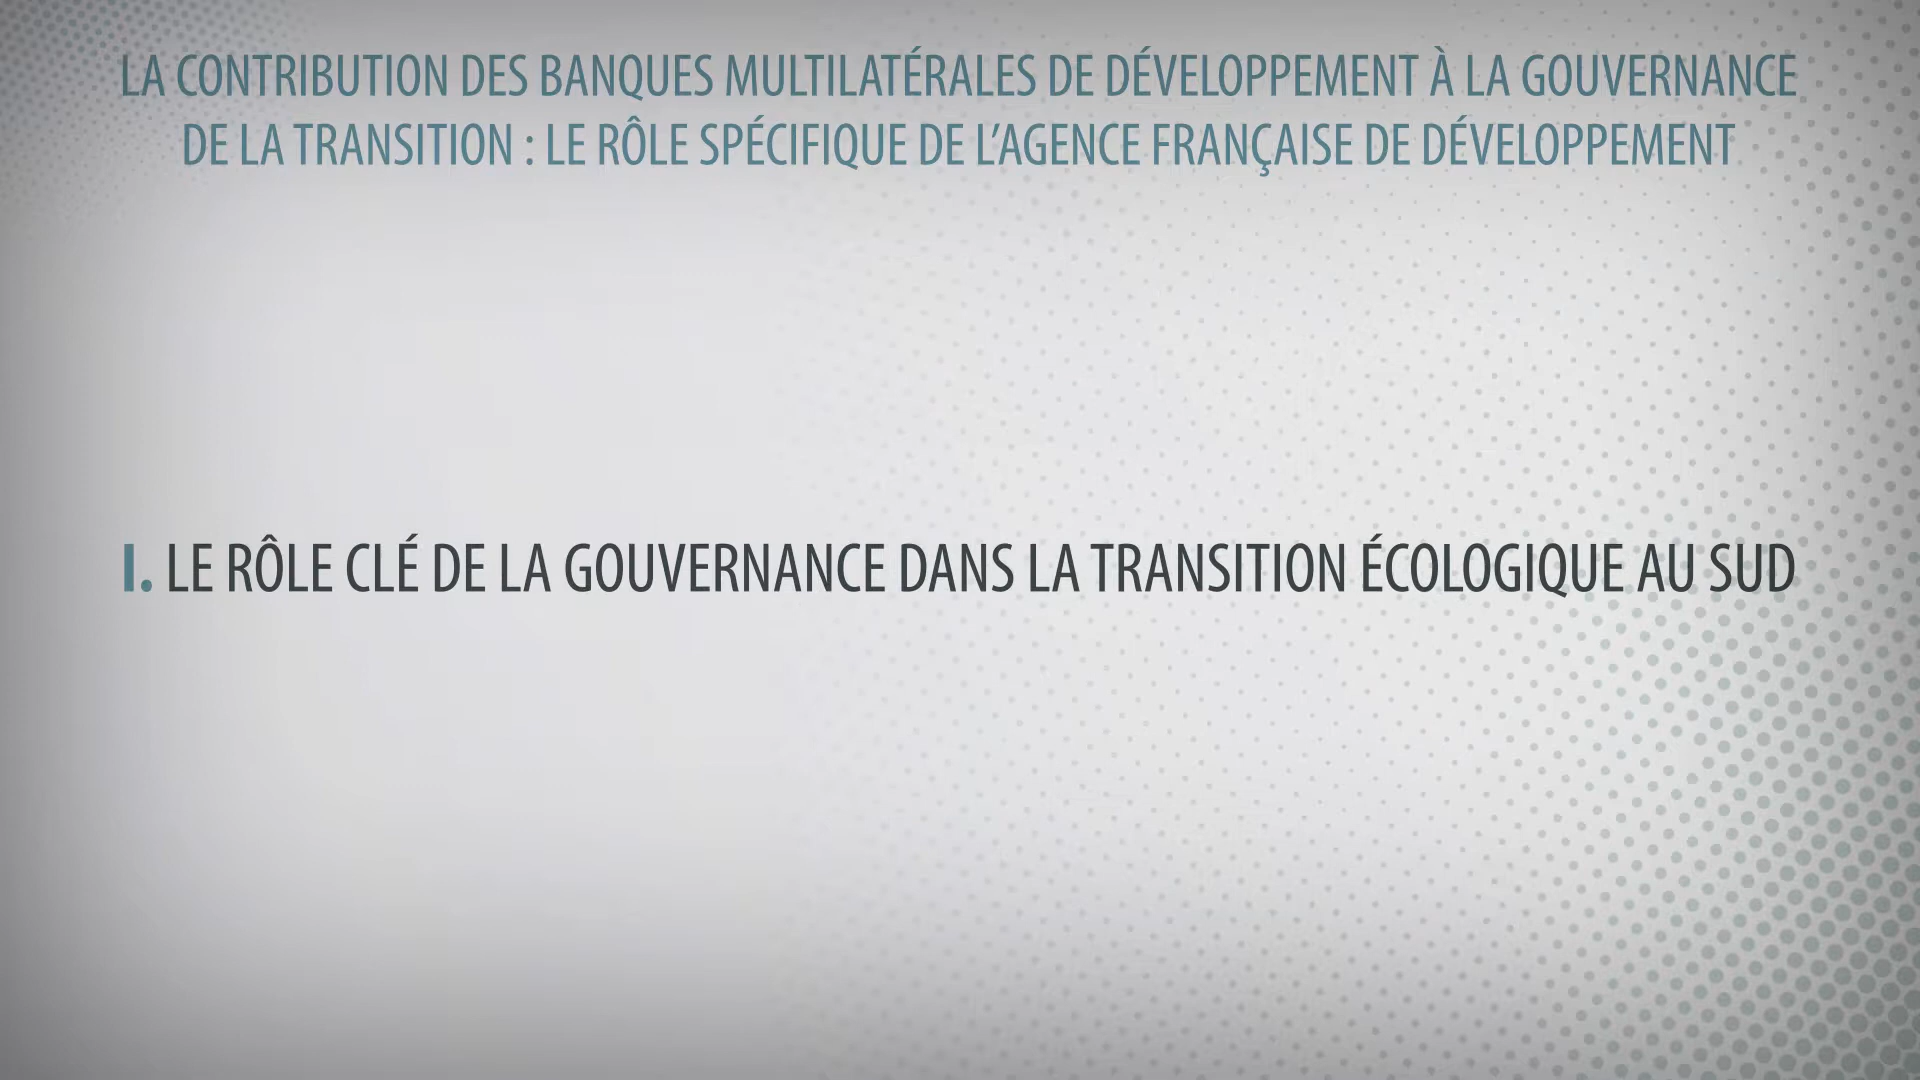 LA CONTRIBUTION DES BANQUES MULTILATÉRALES DE DÉVELOPPEMENT À LA GOUVERNANCE
DE LA TRANSITION : LE RÔLE SPÉCIFIQUE DE L’AGENCE FRANÇAISE DE DÉVELOPPEMENT
I. LE RÔLE CLÉ DE LA GOUVERNANCE DANS LA TRANSITION ÉCOLOGIQUE AU SUD